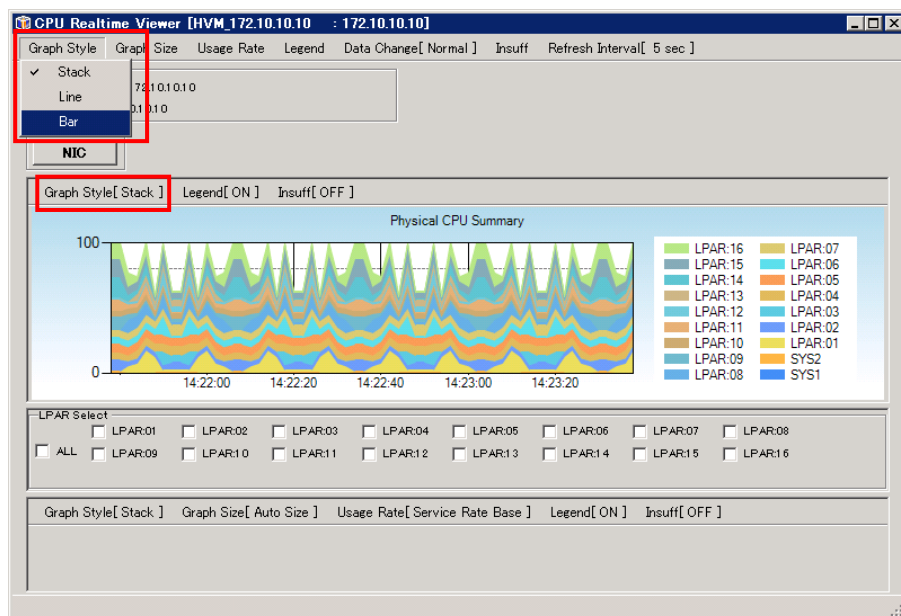 CPU Realtime Viewer [HVM_172.10.10.10 : 172.10.10.10]
Graph Style Graph Size Usage Rate Legend Data Change[ Normal ] Insuff Refresh Interval[ 5 sec ]
✓ Stack
Line
Bar
172.10.10.10
0.10.10
NIC
Graph Style[ Stack ] Legend[ ON ] Insuff[ OFF ]
Physical CPU Summary
100
0
14:22:00 14:22:20 14:22:40 14:23:00 14:23:20
LPAR:16 LPAR:07
LPAR:15 LPAR:06
LPAR:14 LPAR:05
LPAR:13 LPAR:04
LPAR:12 LPAR:03
LPAR:11 LPAR:02
LPAR:10 LPAR:01
LPAR:09 SYS2
LPAR:08 SYS1
LPAR Select
LPAR:01 LPAR:02 LPAR:03 LPAR:04 LPAR:05 LPAR:06 LPAR:07 LPAR:08
ALL LPAR:09 LPAR:10 LPAR:11 LPAR:12 LPAR:13 LPAR:14 LPAR:15 LPAR:16
Graph Style[ Stack ] Graph Size[ Auto Size ] Usage Rate[ Service Rate Base ] Legend[ ON ] Insuff[ OFF ]